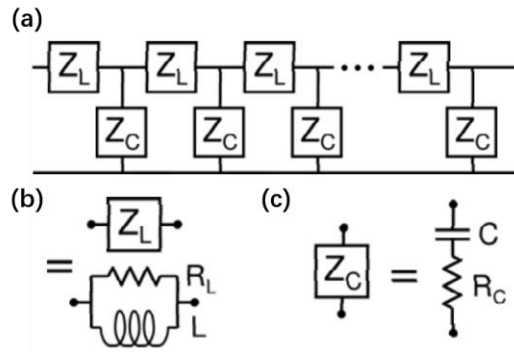 (a)
Z_L Z_L Z_L ••• Z_L
Z_C Z_C Z_C Z_C
(b) (c)
Z_L
C
= R_L Z_C = R_C
L